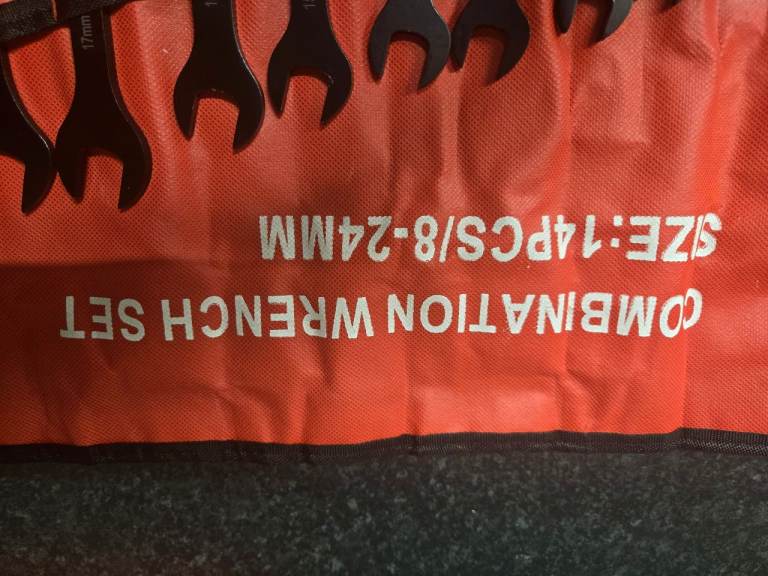 COMBINATION WRENCH SET
SIZE:14PCS/8-24MM
17mm